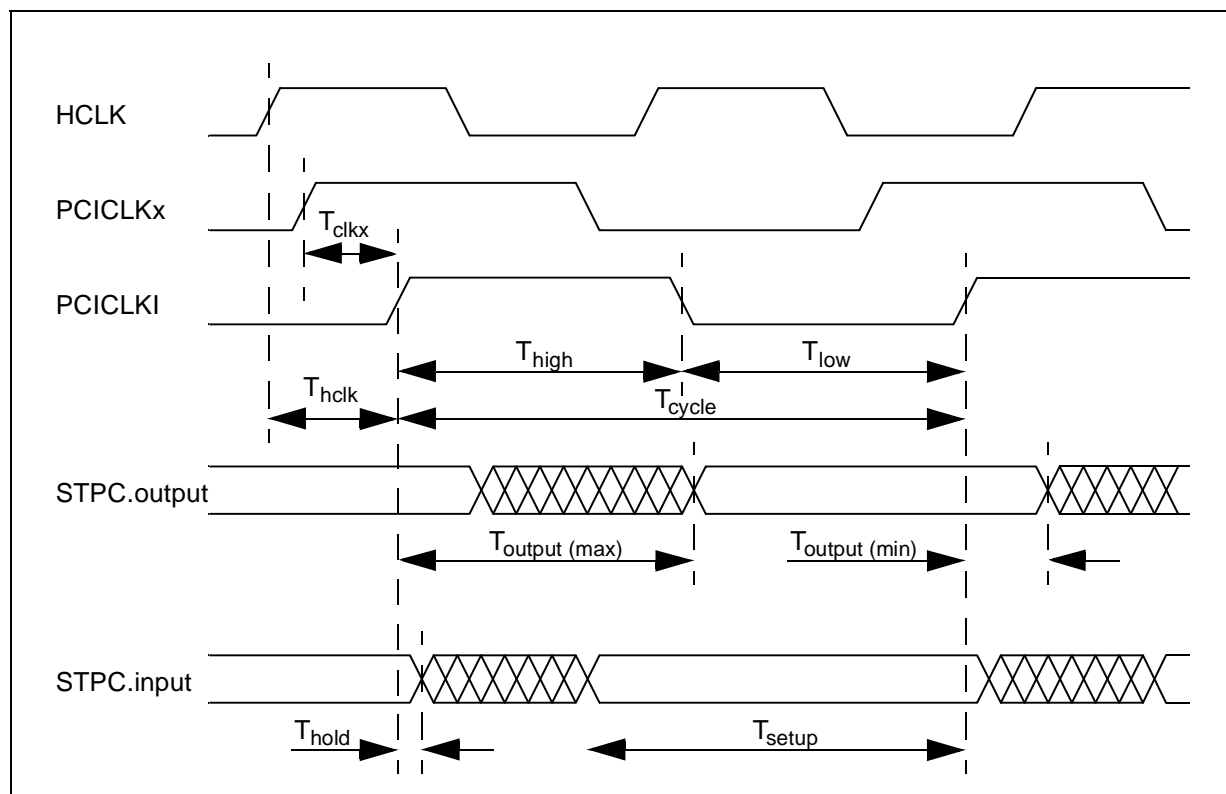 HCLK
PCICLKx
Tclkx
PCICLKI
Thigh
Tlow
Thclk
Tcycle
STPC.output
Toutput (max)
Toutput (min)
STPC.input
Thold
Tsetup